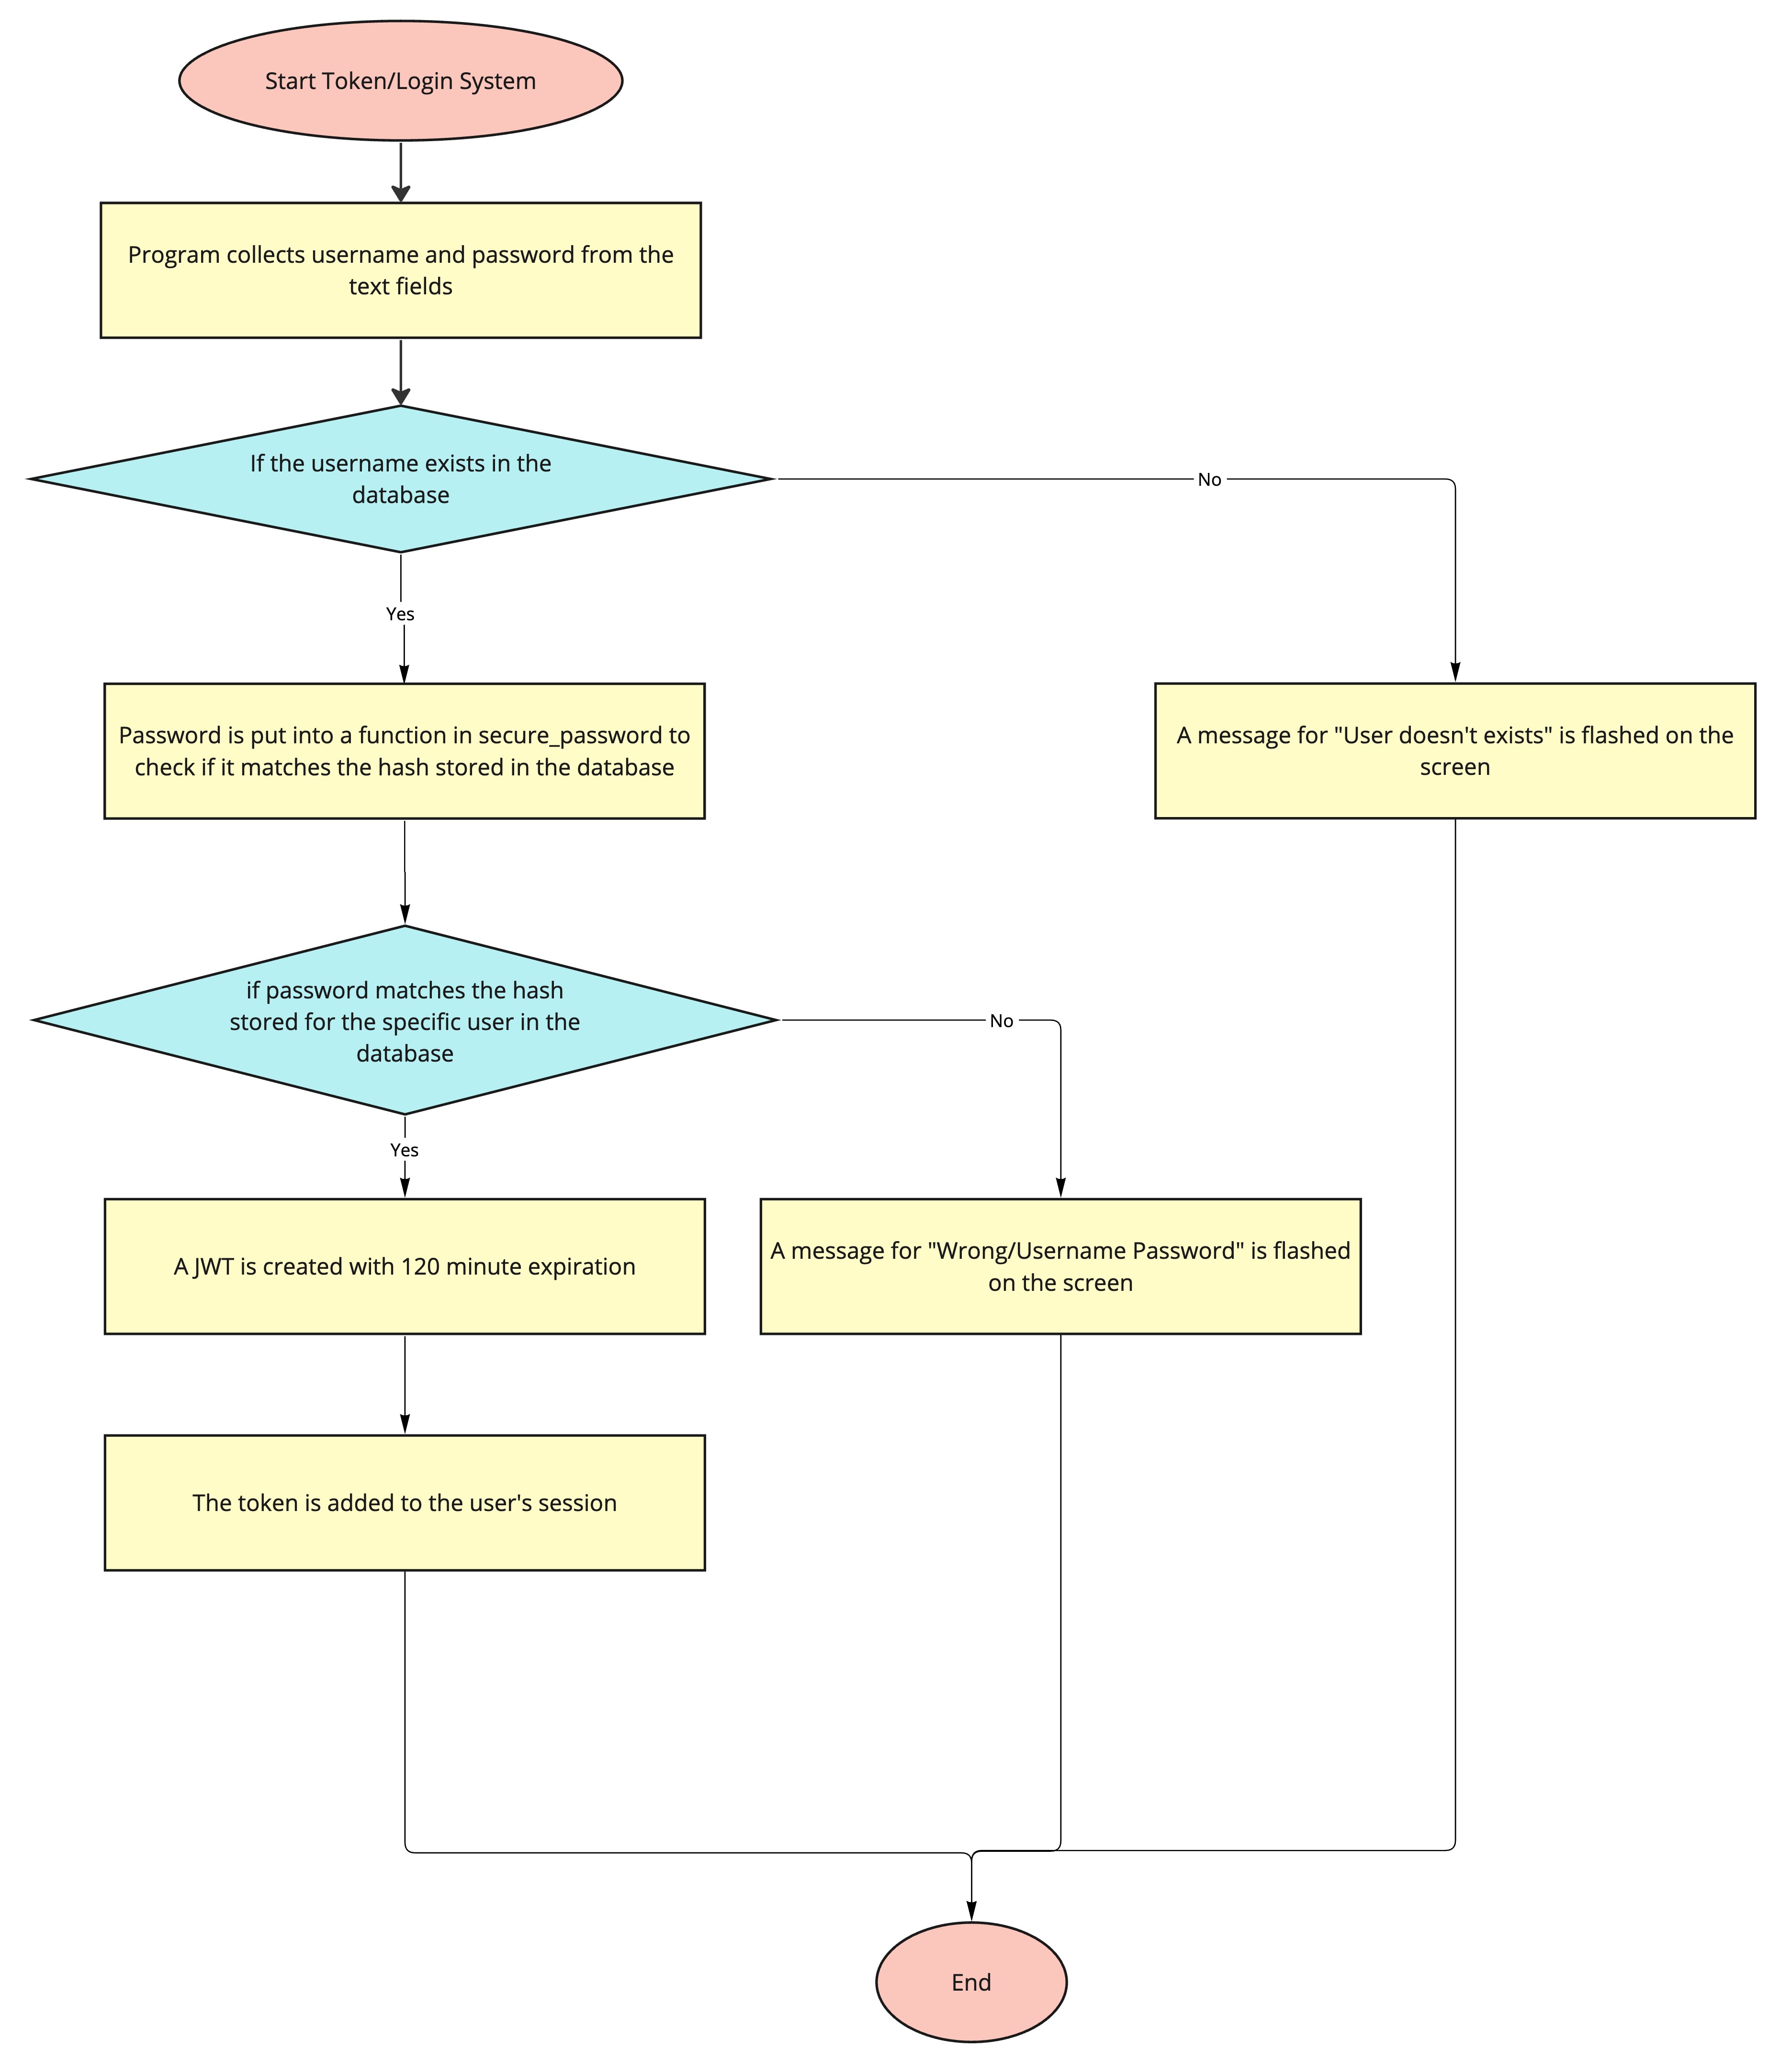 Start Token/Login System
Program collects username and password from the
text fields
If the username exists in the
database
No
Yes
Password is put into a function in secure_password to
check if it matches the hash stored in the database
A message for "User doesn't exists" is flashed on the
screen
if password matches the hash
stored for the specific user in the
database
No
Yes
A JWT is created with 120 minute expiration
A message for "Wrong/Username Password" is flashed
on the screen
The token is added to the user's session
End